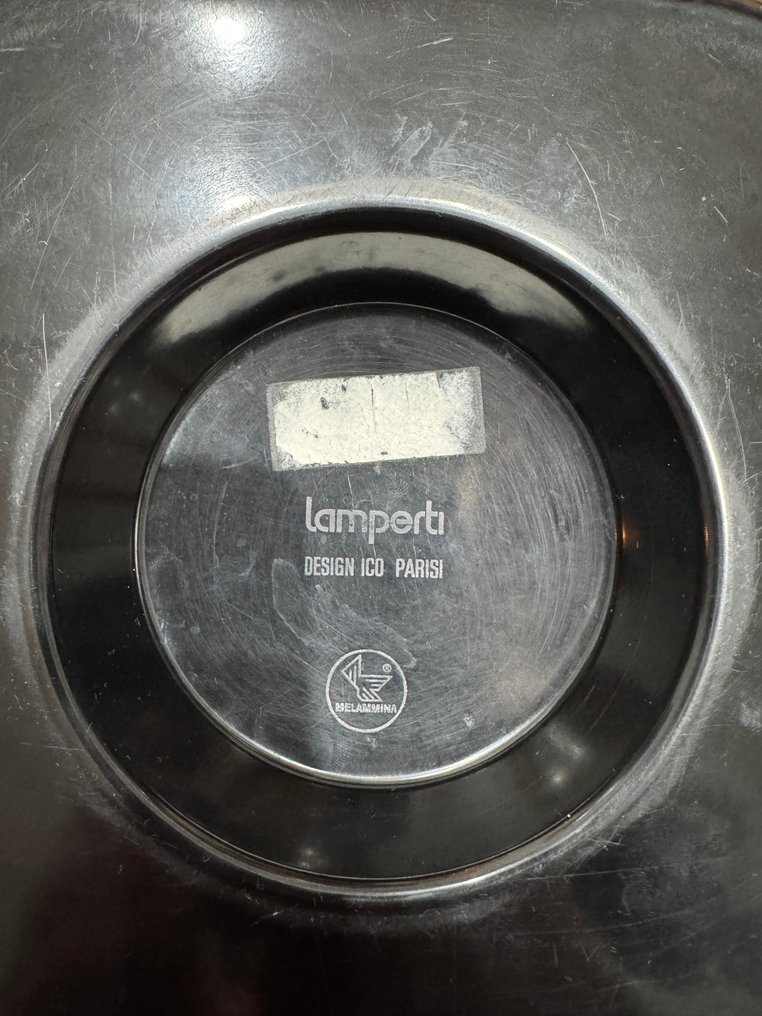 lamperti
DESIGN ICO PARISI
®
MELAMMINA